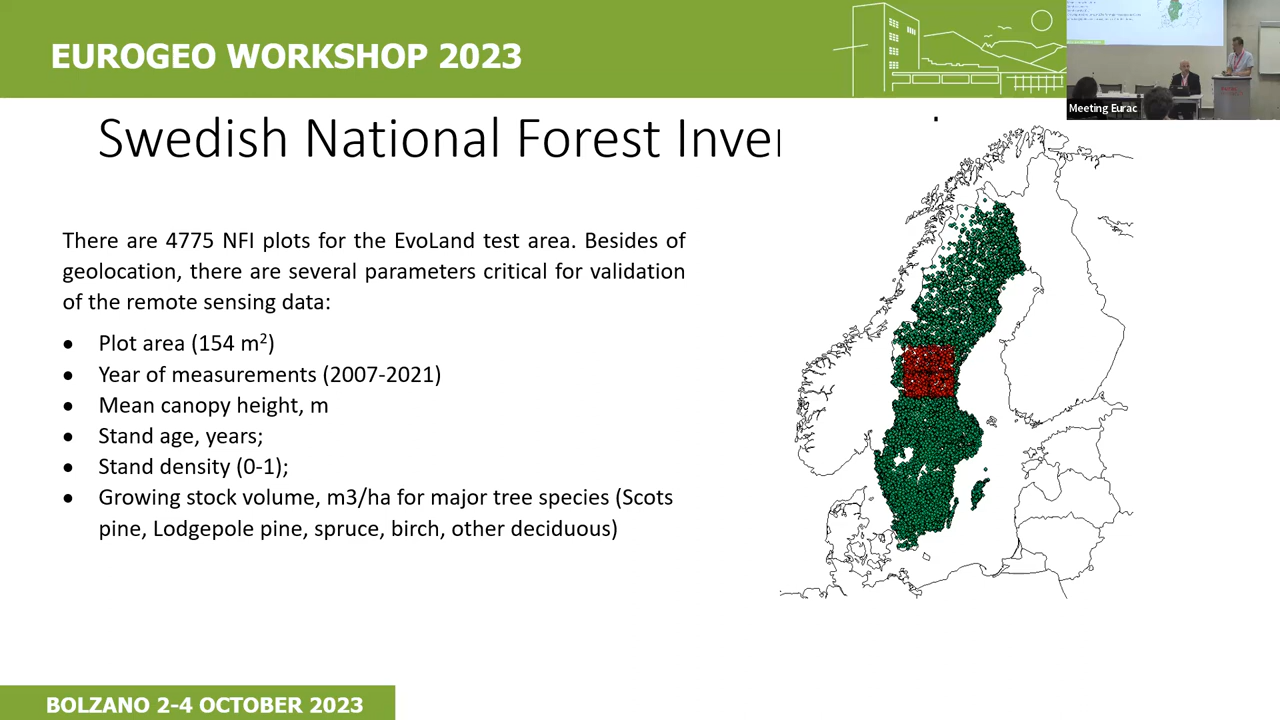 EUROGEO WORKSHOP 2023
Meeting Eurac
Swedish National Forest Inve
There are 4775 NFI plots for the EvoLand test area. Besides of
geolocation, there are several parameters critical for validation
of the remote sensing data:
• Plot area (154 m²)
• Year of measurements (2007-2021)
• Mean canopy height, m
• Stand age, years;
• Stand density (0-1);
• Growing stock volume, m3/ha for major tree species (Scots
pine, Lodgepole pine, spruce, birch, other deciduous)
BOLZANO 2-4 OCTOBER 2023